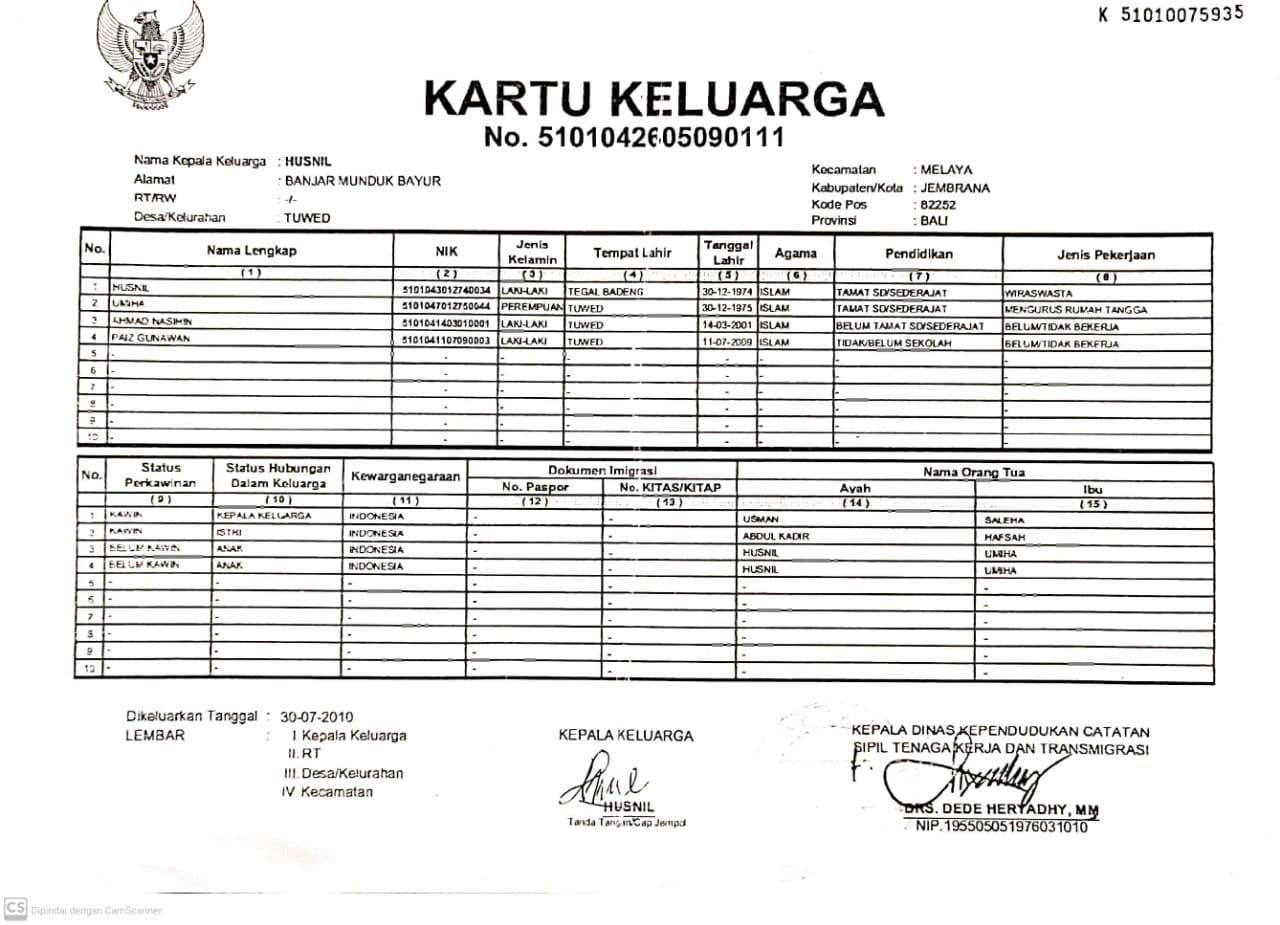 K 51010075935
KARTU KELUARGA
No. 5101042605090111
Nama Kepala Keluarga : HUSNIL
Alamat : BANJAR MUNDUK BAYUR
RT/RW : -/-
Desa/Kelurahan : TUWED
Kecamatan : MELAYA
Kabupaten/Kota : JEMBRANA
Kode Pos : 82252
Provinsi : BALI
No. Nama Lengkap NIK Jenis Kelamin Tempat Lahir Tanggal Lahir Agama Pendidikan Jenis Pekerjaan
(1) (2) (3) (4) (5) (6) (7) (8)
1 HUSNIL 5101043012740034 LAKI-LAKI TEGAL BADENG 30-12-1974 ISLAM TAMAT SD/SEDERAJAT WIRASWASTA
2 UMIHA 5101047012750044 PEREMPUAN TUWED 30-12-1975 ISLAM TAMAT SD/SEDERAJAT MENGURUS RUMAH TANGGA
3 AHMAD NASIHIN 5101041403010001 LAKI-LAKI TUWED 14-03-2001 ISLAM BELUM TAMAT SD/SEDERAJAT BELUM/TIDAK BEKERJA
4 PAIZ GUNAWAN 5101041107090003 LAKI-LAKI TUWED 11-07-2009 ISLAM TIDAK/BELUM SEKOLAH BELUM/TIDAK BEKERJA
5 - - - - - - - -
6 - - - - - - - -
7 - - - - - - - -
8 - - - - - - - -
9 - - - - - - - -
10 - - - - - - - -
No. Status Perkawinan Status Hubungan Dalam Keluarga Kewarganegaraan Dokumen Imigrasi Nama Orang Tua
No. Paspor No. KITAS/KITAP Ayah Ibu
(9) (10) (11) (12) (13) (14) (15)
1 KAWIN KEPALA KELUARGA INDONESIA - - USMAN SALEHA
2 KAWIN ISTRI INDONESIA - - ABDUL KADIR HAFSAH
3 BELUM KAWIN ANAK INDONESIA - - HUSNIL UMIHA
4 BELUM KAWIN ANAK INDONESIA - - HUSNIL UMIHA
5 - - - - - - -
6 - - - - - - -
7 - - - - - - -
8 - - - - - - -
9 - - - - - - -
10 - - - - - - -
Dikeluarkan Tanggal : 30-07-2010
LEMBAR : I Kepala Keluarga
II. RT
III. Desa/Kelurahan
IV Kecamatan
KEPALA KELUARGA
HUSNIL
Tanda Tangan/Cap Jempol
KEPALA DINAS KEPENDUDUKAN CATATAN
SIPIL TENAGA KERJA DAN TRANSMIGRASI
DRS. DEDE HERYADHY, MM
NIP.195505051976031010
CS Dipindai dengan CamScanner